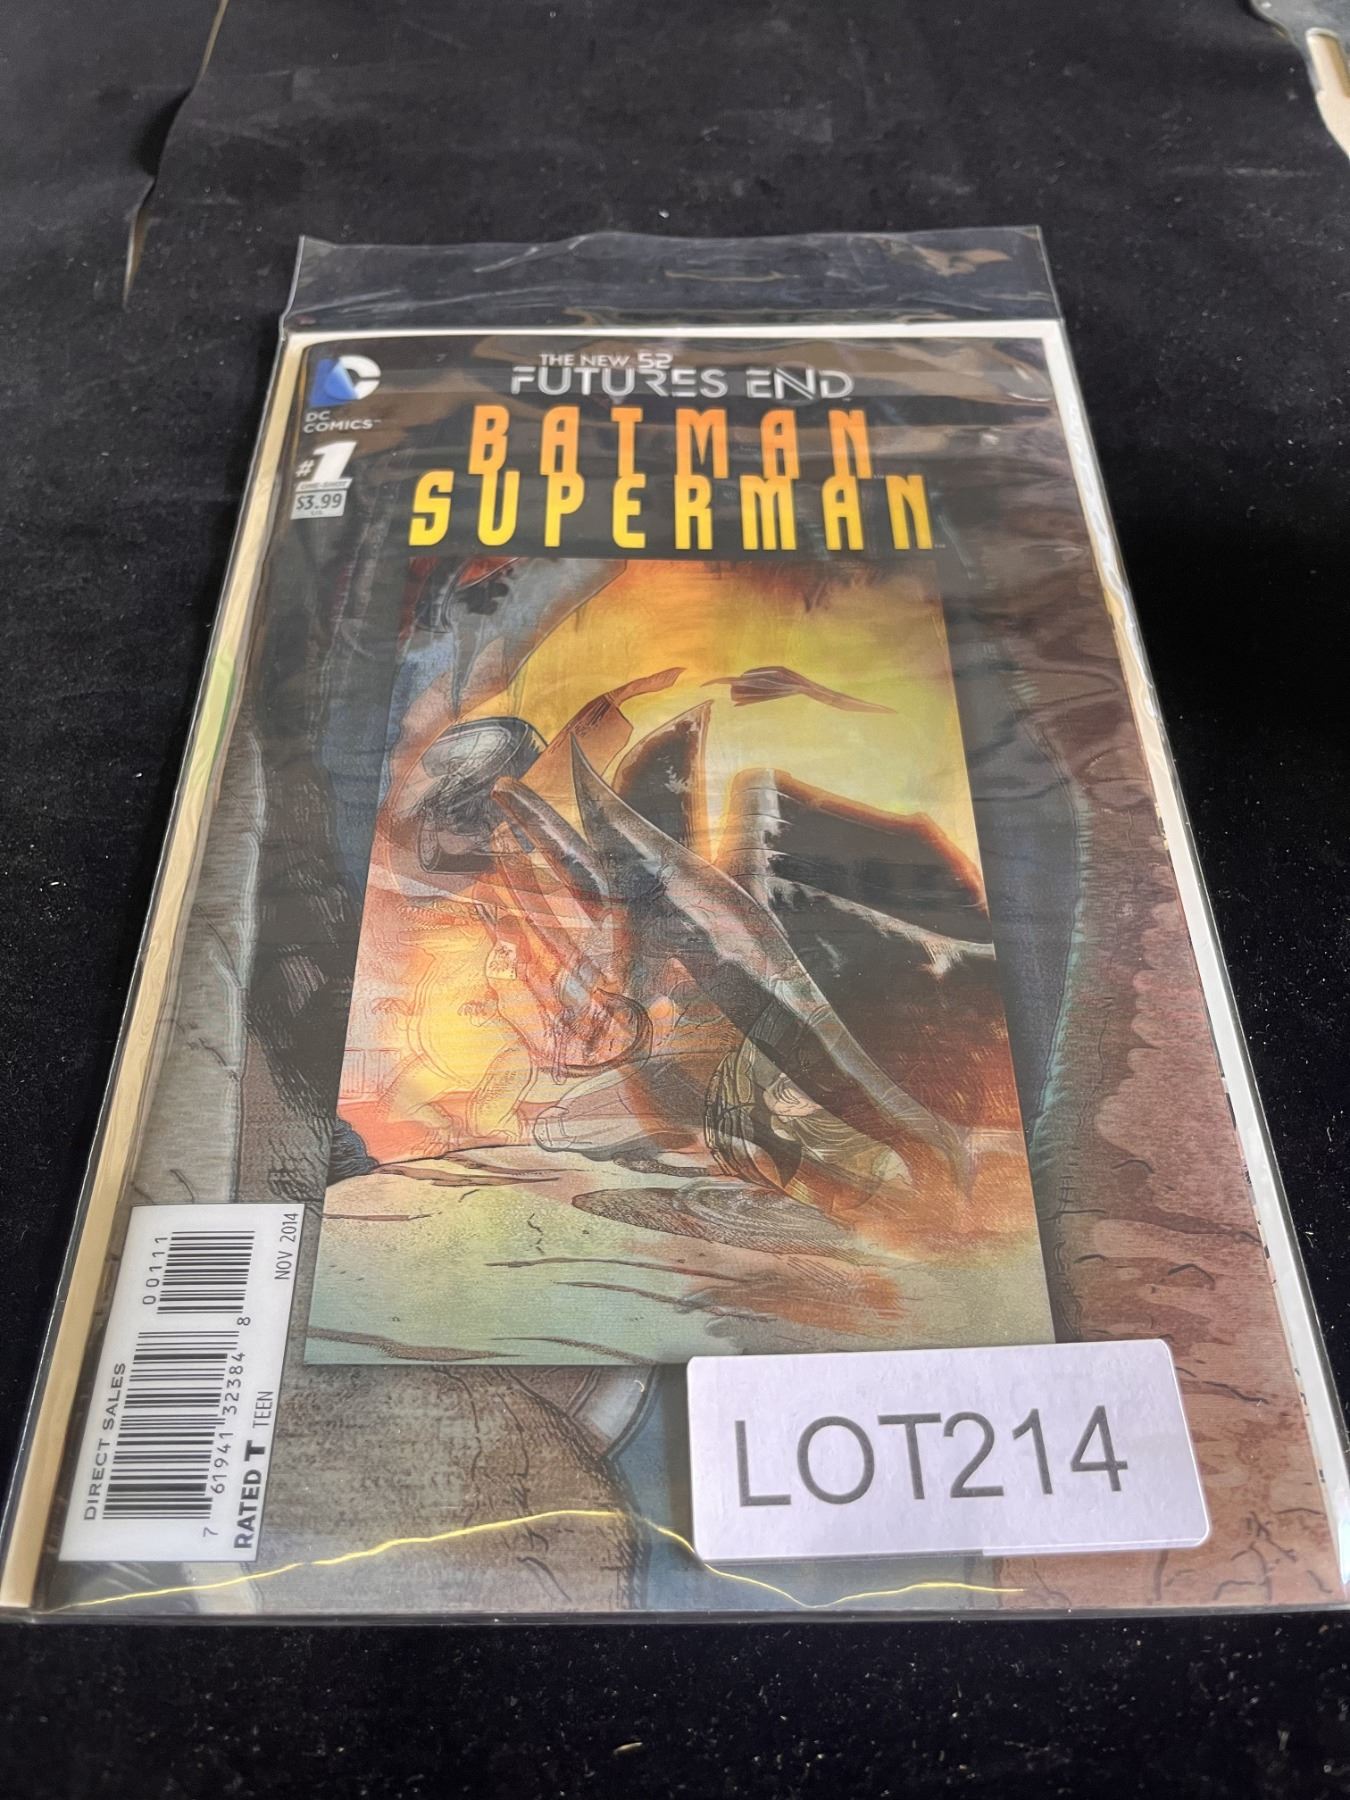 THE NEW 52
FUTURES END
BATMAN
SUPERMAN
DC
COMICS™
#1
ONE-SHOT
$3.99
U.S.
NOV 2014
00111
DIRECT SALES
7 61941 32384 8
RATED T TEEN
LOT214